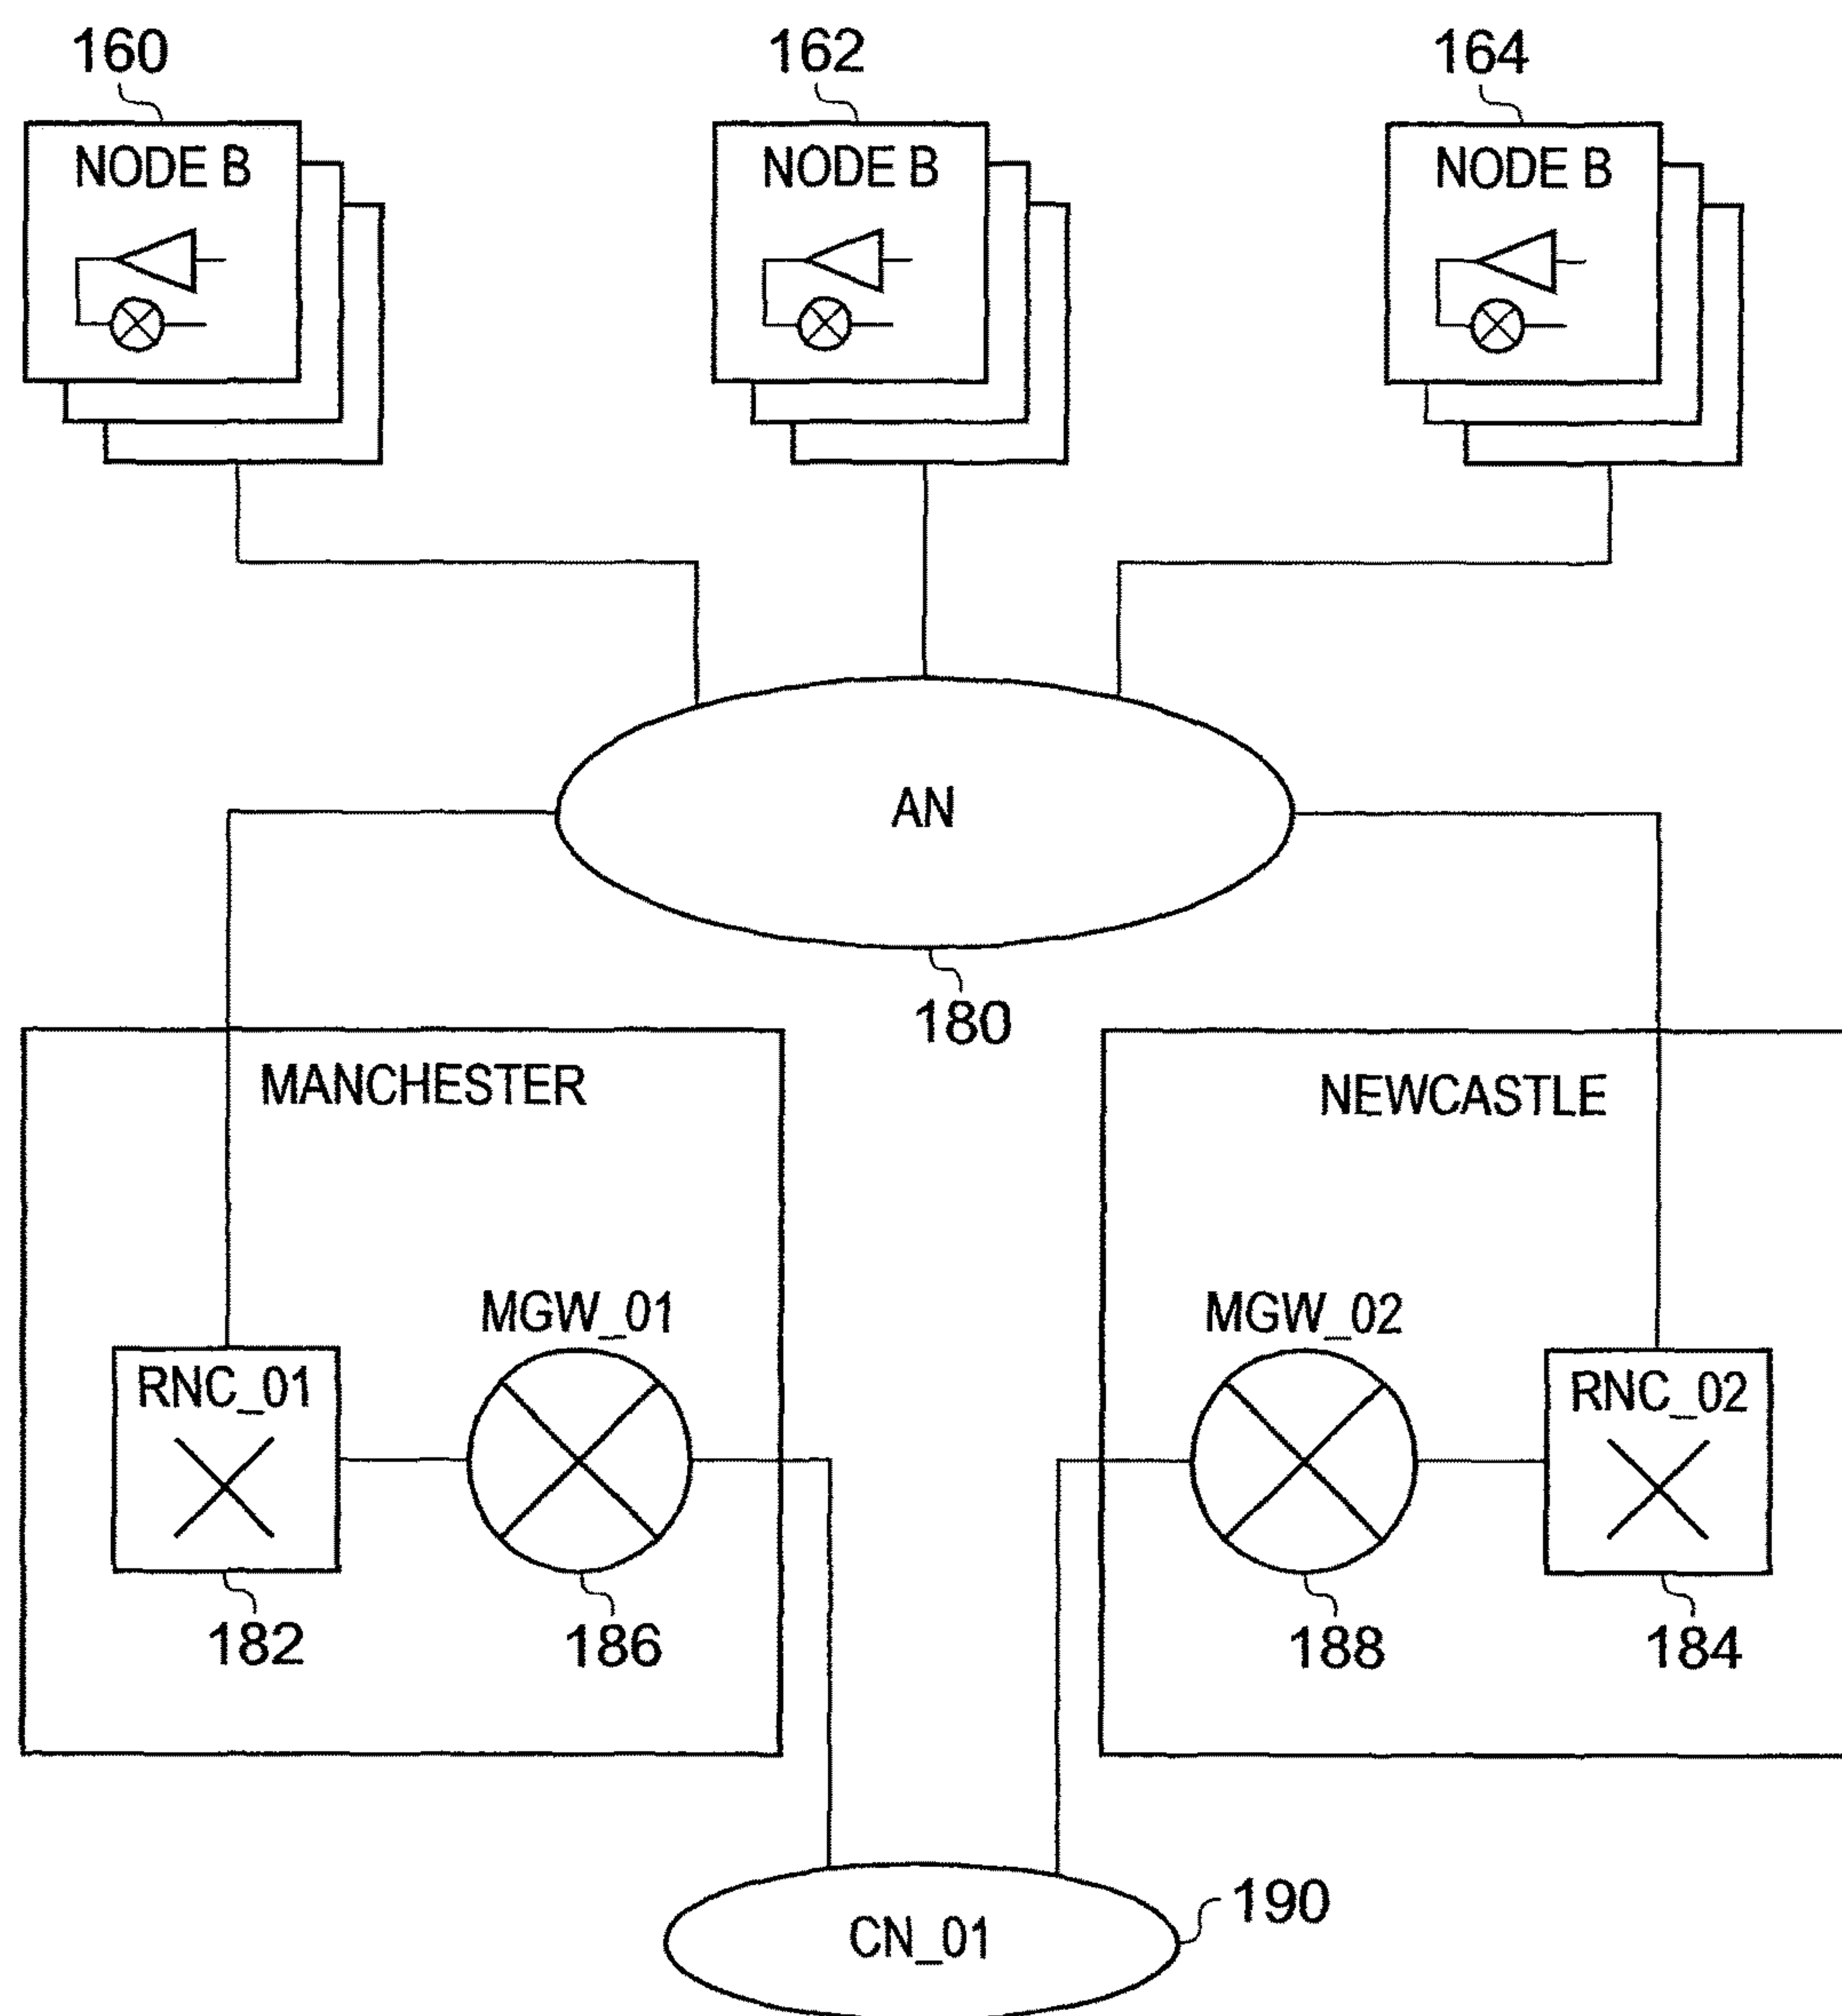 160
162
164
NODE B
NODE B
NODE B
AN
180
MANCHESTER
NEWCASTLE
MGW_01
MGW_02
RNC_01
RNC_02
182
186
188
184
190
CN_01